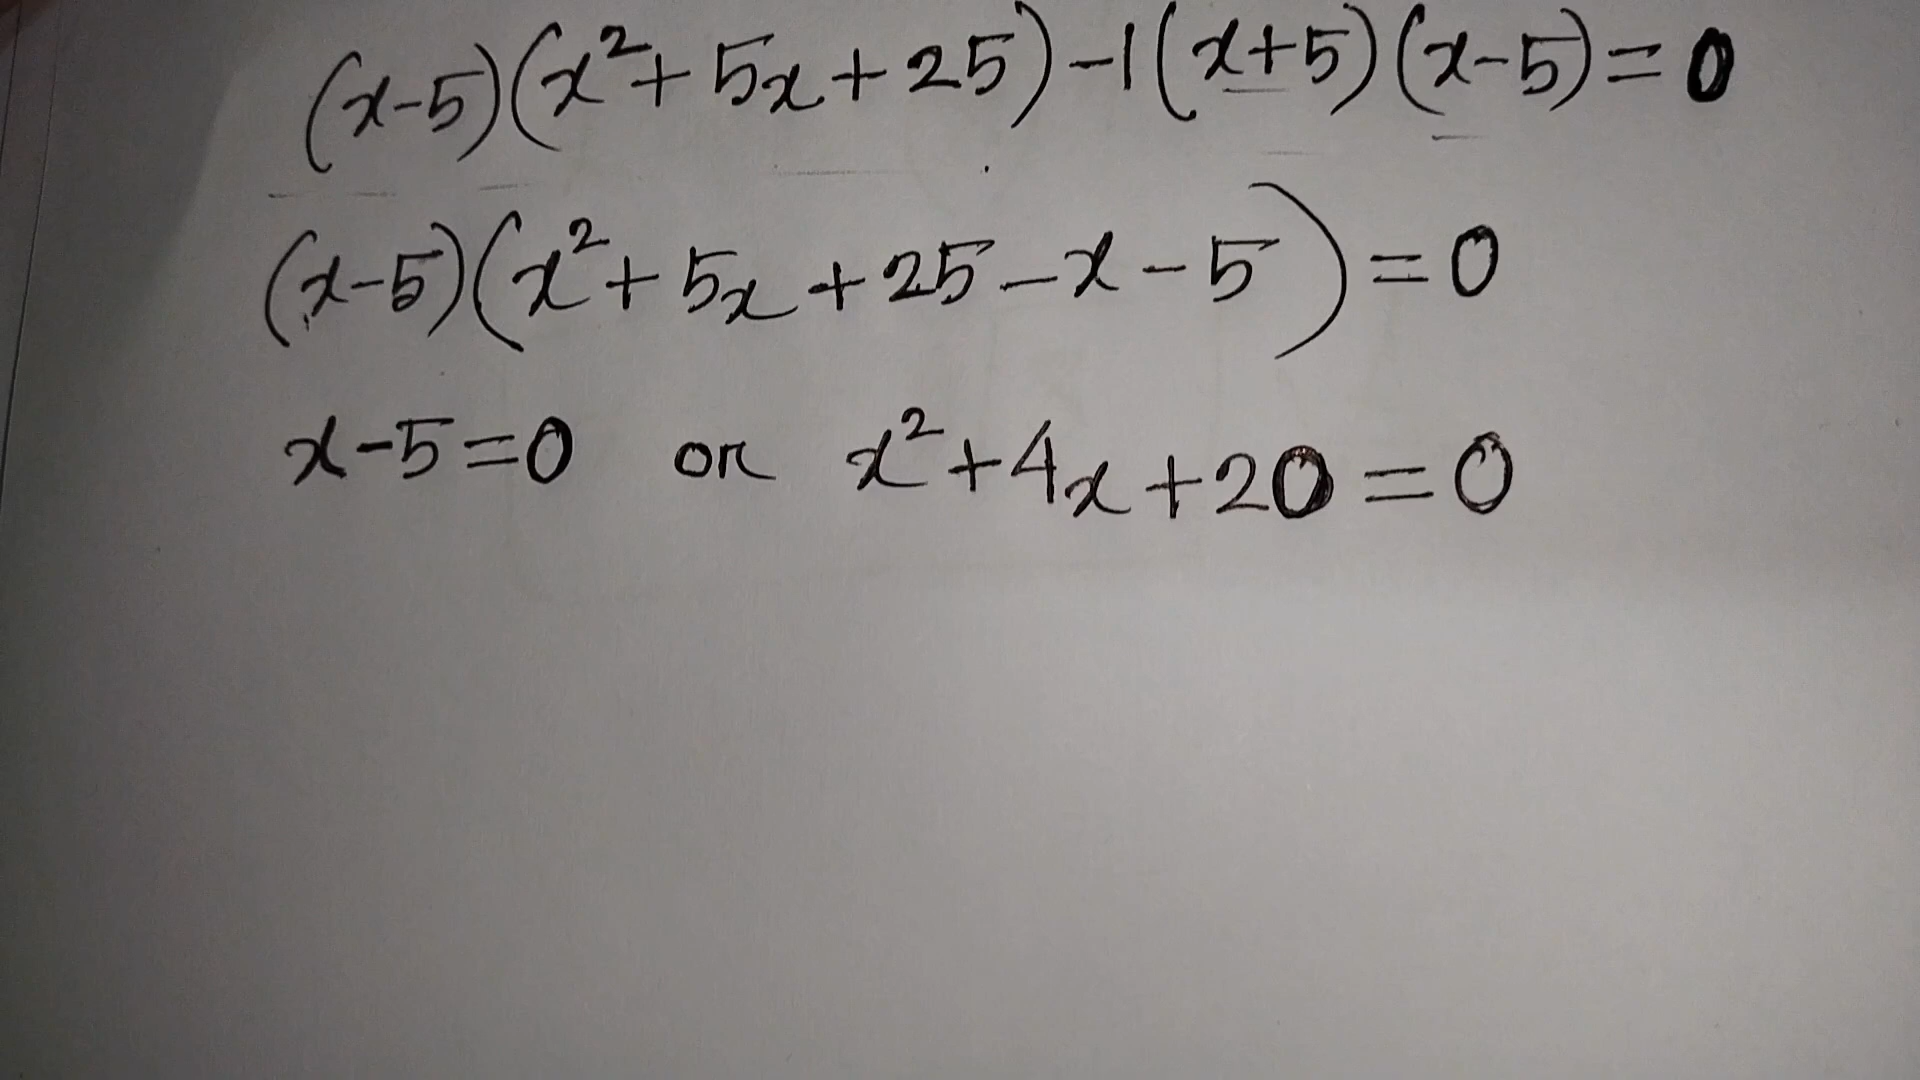 (x-5)(x²+5x+25)-1(x+5)(x-5)=0
(x-5)(x²+5x+25-x-5)=0
x-5=0 or x²+4x+20=0